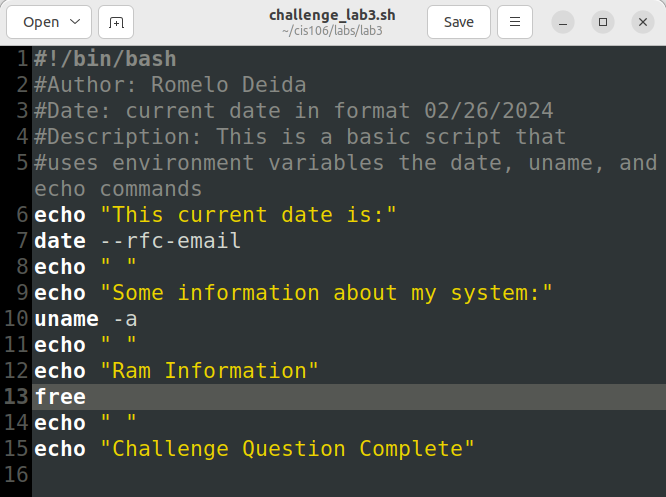 Open
challenge_lab3.sh
~/cis106/labs/lab3
Save
1 #!/bin/bash
2 #Author: Romelo Deida
3 #Date: current date in format 02/26/2024
4 #Description: This is a basic script that
5 #uses environment variables the date, uname, and
echo commands
6 echo "This current date is:"
7 date --rfc-email
8 echo " "
9 echo "Some information about my system:"
10 uname -a
11 echo " "
12 echo "Ram Information"
13 free
14 echo " "
15 echo "Challenge Question Complete"
16